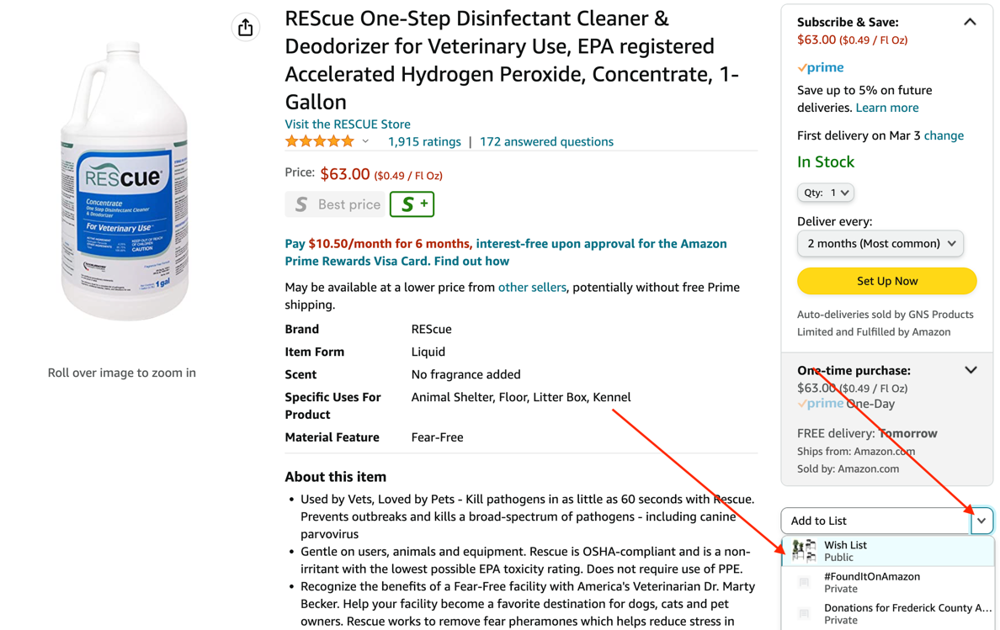 REScue One-Step Disinfectant Cleaner &
Deodorizer for Veterinary Use, EPA registered
Accelerated Hydrogen Peroxide, Concentrate, 1-
Gallon
Visit the RESCUE Store
1,915 ratings | 172 answered questions
Price: $63.00 ($0.49 / Fl Oz)
S Best price S +
Pay $10.50/month for 6 months, interest-free upon approval for the Amazon
Prime Rewards Visa Card. Find out how
May be available at a lower price from other sellers, potentially without free Prime
shipping.
Brand REScue
Item Form Liquid
Scent No fragrance added
Specific Uses For Animal Shelter, Floor, Litter Box, Kennel
Product
Material Feature Fear-Free
About this item
• Used by Vets, Loved by Pets - Kill pathogens in as little as 60 seconds with Rescue.
Prevents outbreaks and kills a broad-spectrum of pathogens - including canine
parvovirus
• Gentle on users, animals and equipment. Rescue is OSHA-compliant and is a non-
irritant with the lowest possible EPA toxicity rating. Does not require use of PPE.
• Recognize the benefits of a Fear-Free facility with America's Veterinarian Dr. Marty
Becker. Help your facility become a favorite destination for dogs, cats and pet
owners. Rescue works to remove fear pheramones which helps reduce stress in
REScue
Concentrate
One Step Disinfectant Cleaner
& Deodorizer
For Veterinary Use
KEEP OUT OF REACH
OF CHILDREN
CAUTION
1 gal
Roll over image to zoom in
Subscribe & Save:
$63.00 ($0.49 / Fl Oz)
prime
Save up to 5% on future
deliveries. Learn more
First delivery on Mar 3 change
In Stock
Qty: 1
Deliver every:
2 months (Most common)
Set Up Now
Auto-deliveries sold by GNS Products
Limited and Fulfilled by Amazon
One-time purchase:
$63.00 ($0.49 / Fl Oz)
prime One-Day
FREE delivery: Tomorrow
Ships from: Amazon.com
Sold by: Amazon.com
Add to List
Wish List
Public
#FoundItOnAmazon
Private
Donations for Frederick County A...
Private